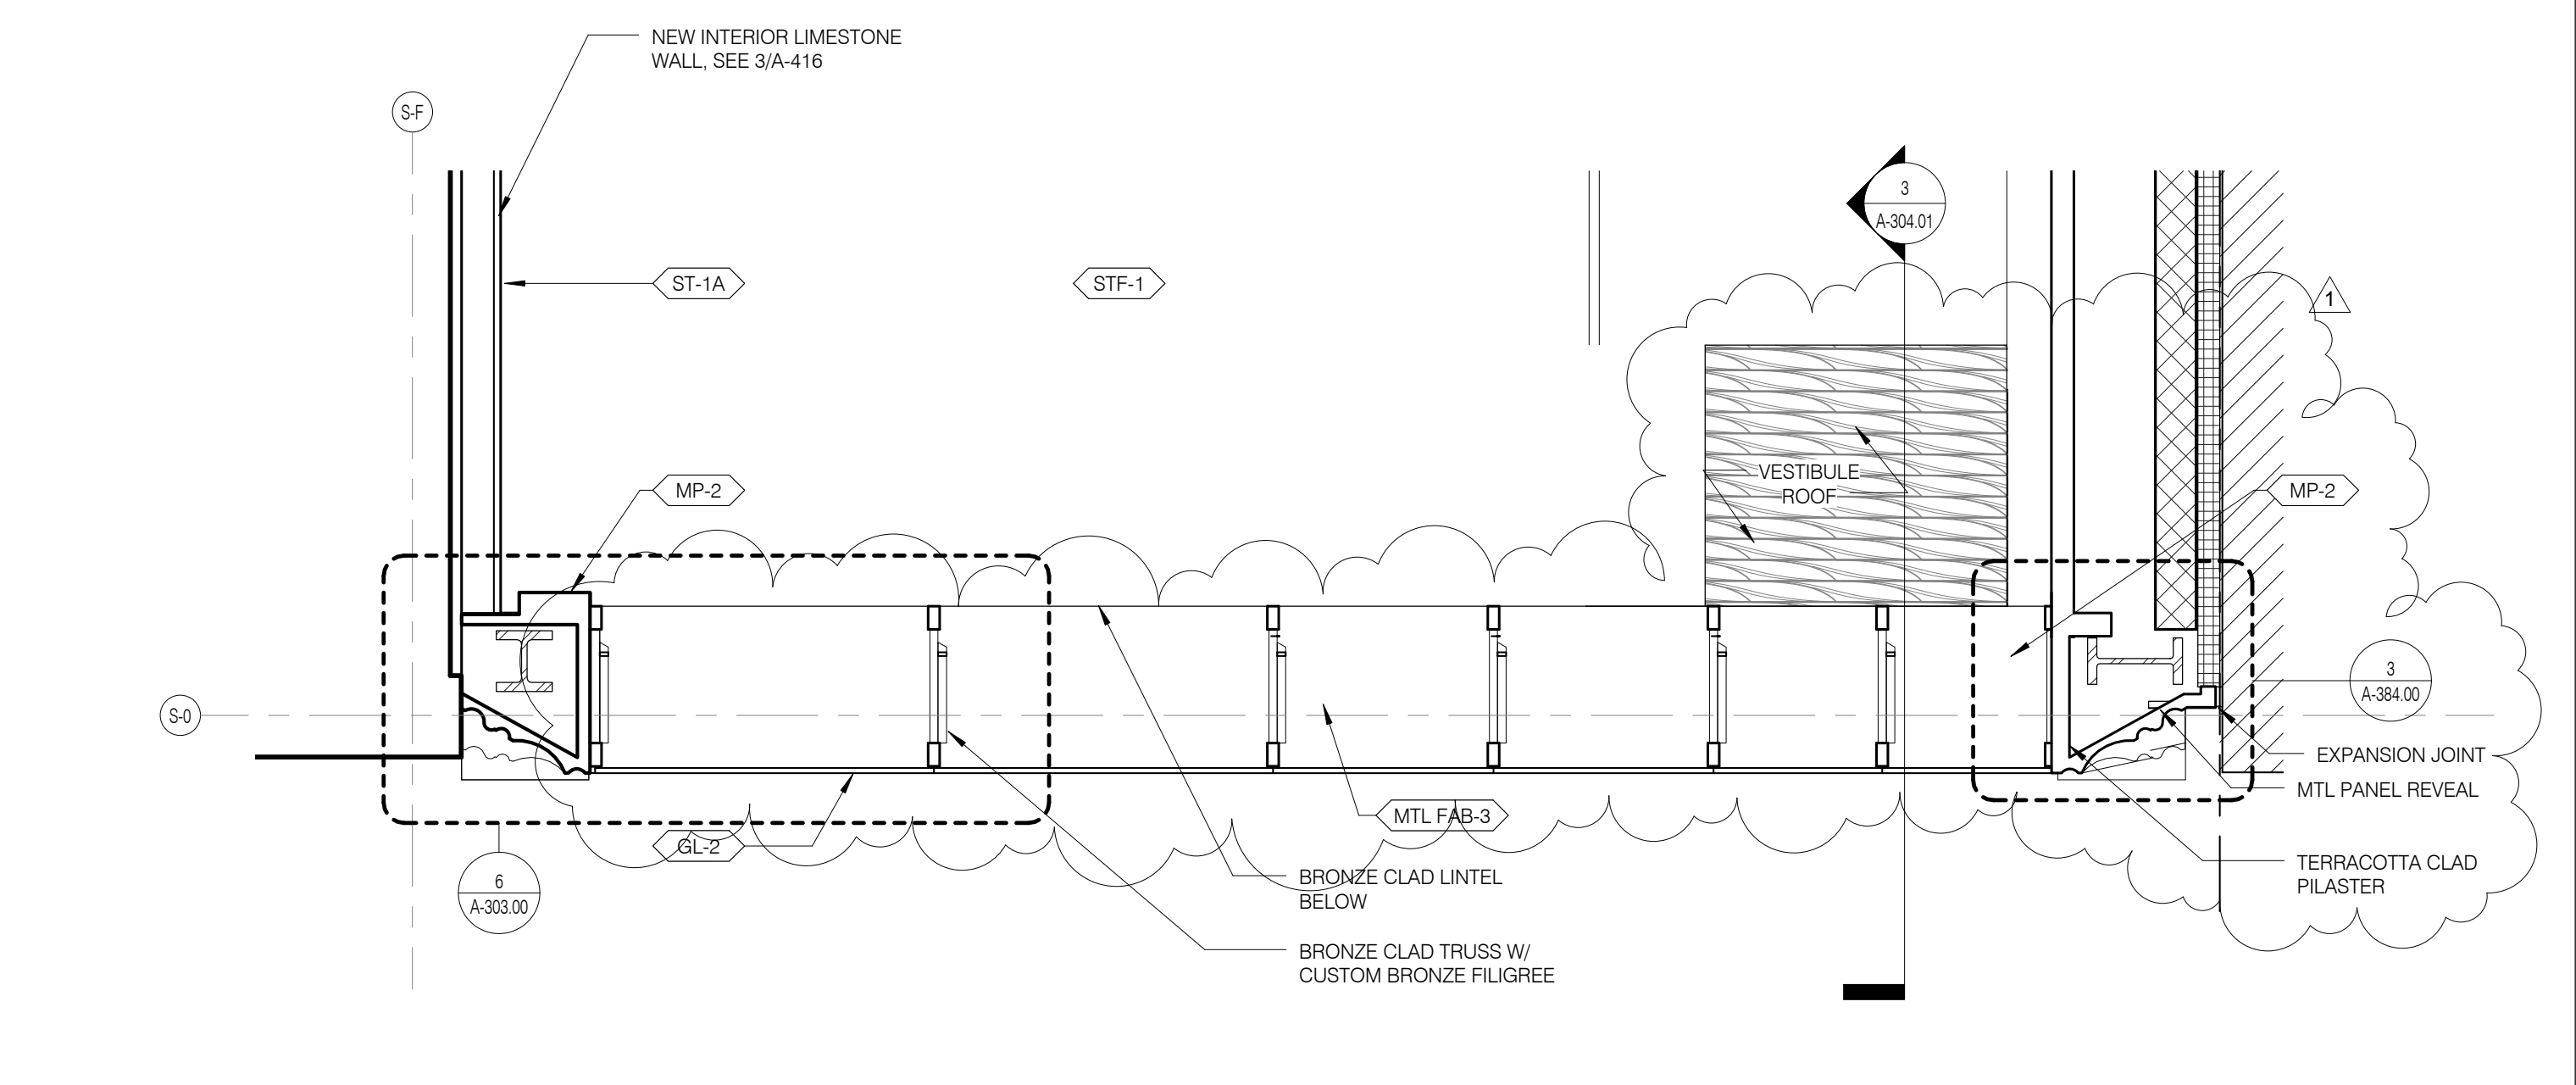 NEW INTERIOR LIMESTONE
WALL, SEE 3/A-416
S-F
3
A-304.01
ST-1A
STF-1
1
VESTIBULE
ROOF
MP-2
MP-2
3
A-384.00
S-0
EXPANSION JOINT
MTL PANEL REVEAL
MTL FAB-3
GL-2
TERRACOTTA CLAD
PILASTER
6
A-303.00
BRONZE CLAD LINTEL
BELOW
BRONZE CLAD TRUSS W/
CUSTOM BRONZE FILIGREE